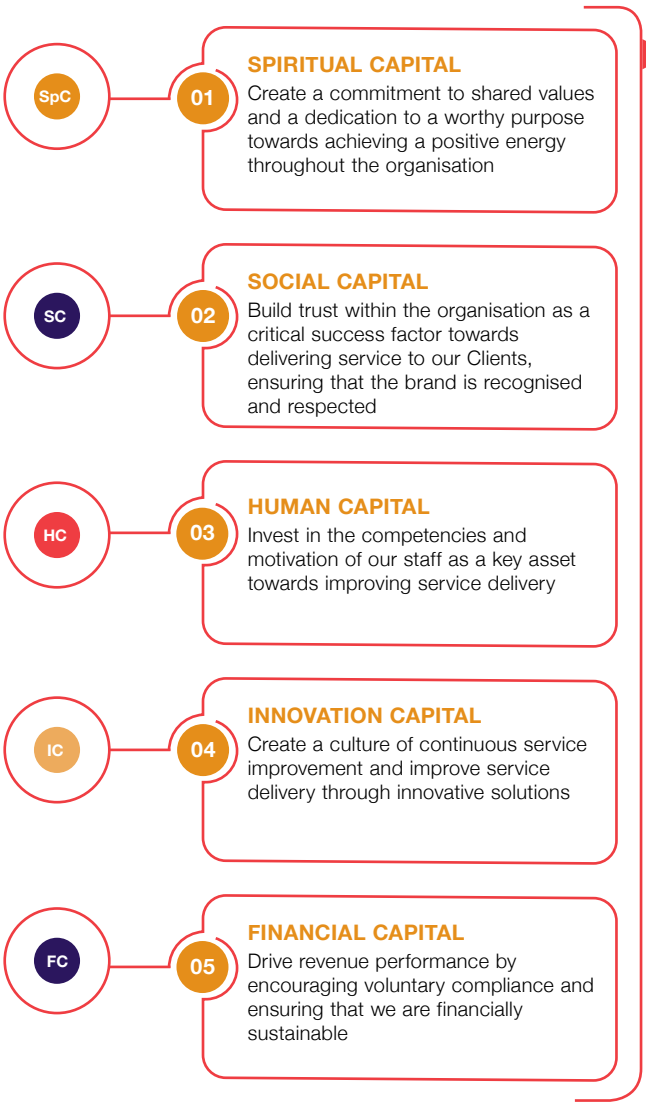 SpC
01
SPIRITUAL CAPITAL
Create a commitment to shared values
and a dedication to a worthy purpose
towards achieving a positive energy
throughout the organisation
SC
02
SOCIAL CAPITAL
Build trust within the organisation as a
critical success factor towards
delivering service to our Clients,
ensuring that the brand is recognised
and respected
HC
03
HUMAN CAPITAL
Invest in the competencies and
motivation of our staff as a key asset
towards improving service delivery
IC
04
INNOVATION CAPITAL
Create a culture of continuous service
improvement and improve service
delivery through innovative solutions
FC
05
FINANCIAL CAPITAL
Drive revenue performance by
encouraging voluntary compliance and
ensuring that we are financially
sustainable